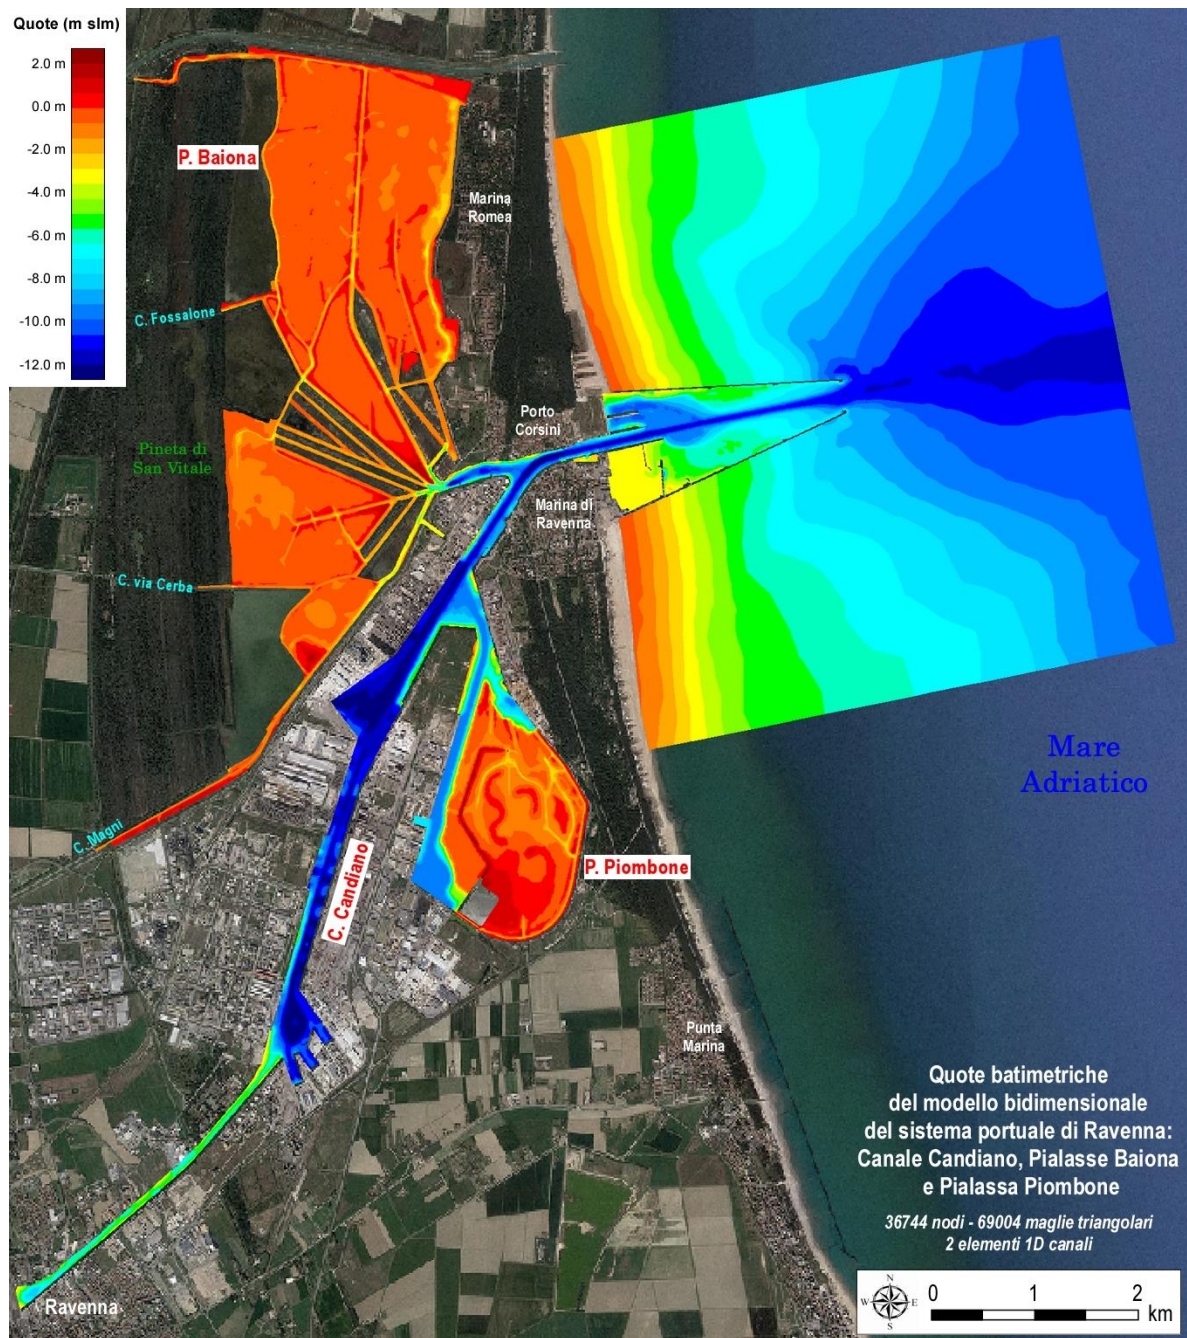 Quote (m slm)
2.0 m
0.0 m
-2.0 m
-4.0 m
-6.0 m
-8.0 m
-10.0 m
-12.0 m
P. Baiona
Marina
Romea
C. Fossalone
Porto
Corsini
Pineta di
San Vitale
Marina di
Ravenna
C. via Cerba
Mare
Adriatico
C. Magni
C. Candiano
P. Piombone
Punta
Marina
Quote batimetriche
del modello bidimensionale
del sistema portuale di Ravenna:
Canale Candiano, Pialasse Baiona
e Pialassa Piombone
36744 nodi - 69004 maglie triangolari
2 elementi 1D canali
Ravenna
N
W
E
S
0
1
2
km